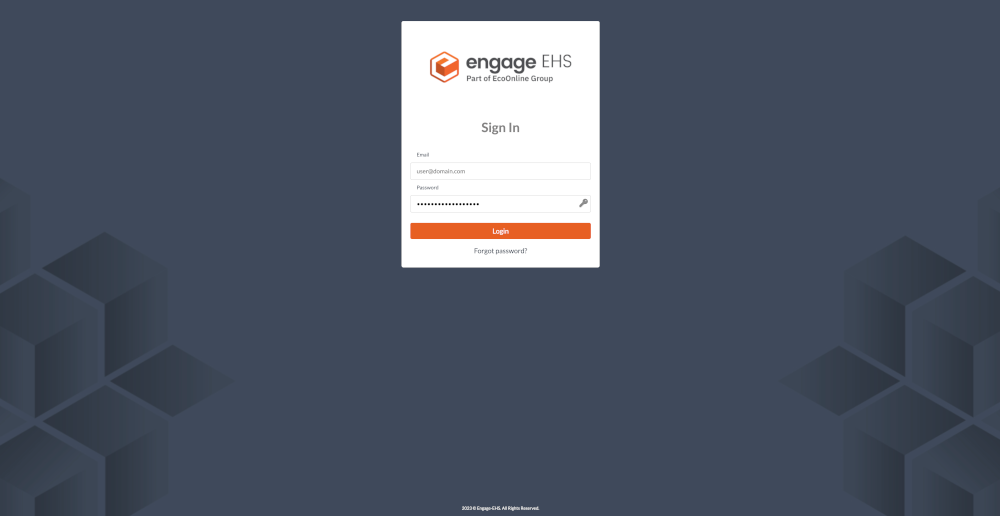 engage EHS
Part of EcoOnline Group
Sign In
Email
user@domain.com
Password
••••••••••••••••••
Login
Forgot password?
2023 © Engage-EHS. All Rights Reserved.